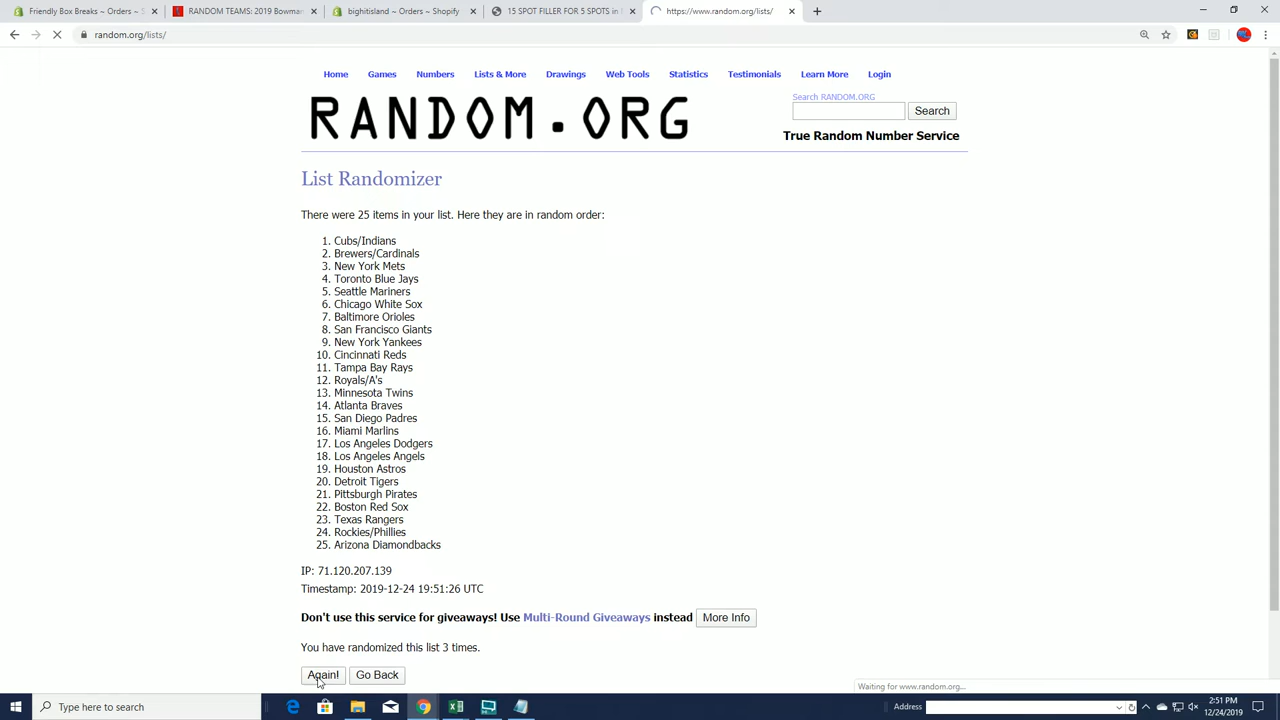 Friendly Box Breaks ~ Orders ~ S
RANDOM TEAMS: 2019 Bowma
bighitislandz ~ Orders ~ Shopify
15 SPOT FILLER FOR 5 SPOTS in
https://www.random.org/lists/
random.org/lists/
Home Games Numbers Lists & More Drawings Web Tools Statistics Testimonials Learn More Login
RANDOM.ORG
Search RANDOM.ORG
Search
True Random Number Service
List Randomizer
There were 25 items in your list. Here they are in random order:
1. Cubs/Indians
2. Brewers/Cardinals
3. New York Mets
4. Toronto Blue Jays
5. Seattle Mariners
6. Chicago White Sox
7. Baltimore Orioles
8. San Francisco Giants
9. New York Yankees
10. Cincinnati Reds
11. Tampa Bay Rays
12. Royals/A's
13. Minnesota Twins
14. Atlanta Braves
15. San Diego Padres
16. Miami Marlins
17. Los Angeles Dodgers
18. Los Angeles Angels
19. Houston Astros
20. Detroit Tigers
21. Pittsburgh Pirates
22. Boston Red Sox
23. Texas Rangers
24. Rockies/Phillies
25. Arizona Diamondbacks
IP: 71.120.207.139
Timestamp: 2019-12-24 19:51:26 UTC
Don't use this service for giveaways! Use Multi-Round Giveaways instead More Info
You have randomized this list 3 times.
Again! Go Back
Waiting for www.random.org...
Type here to search
Address
2:51 PM
12/24/2019